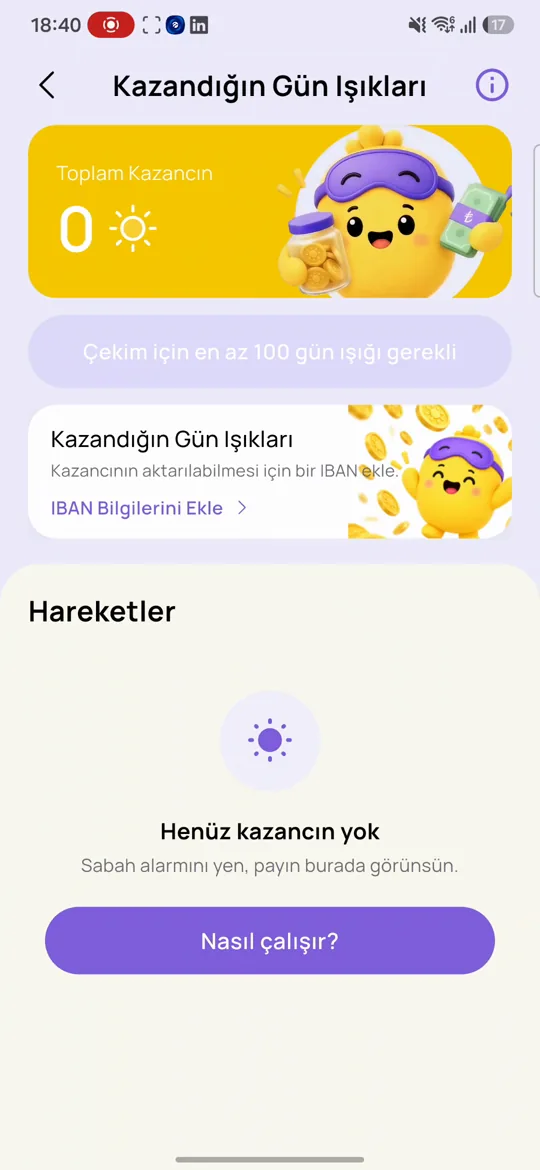 18:40
in
6
17
Kazandığın Gün Işıkları
Toplam Kazancın
0
₺
Çekim için en az 100 gün ışığı gerekli
Kazandığın Gün Işıkları
Kazancının aktarılabilmesi için bir IBAN ekle.
IBAN Bilgilerini Ekle
Hareketler
Henüz kazancın yok
Sabah alarmını yen, payın burada görünsün.
Nasıl çalışır?